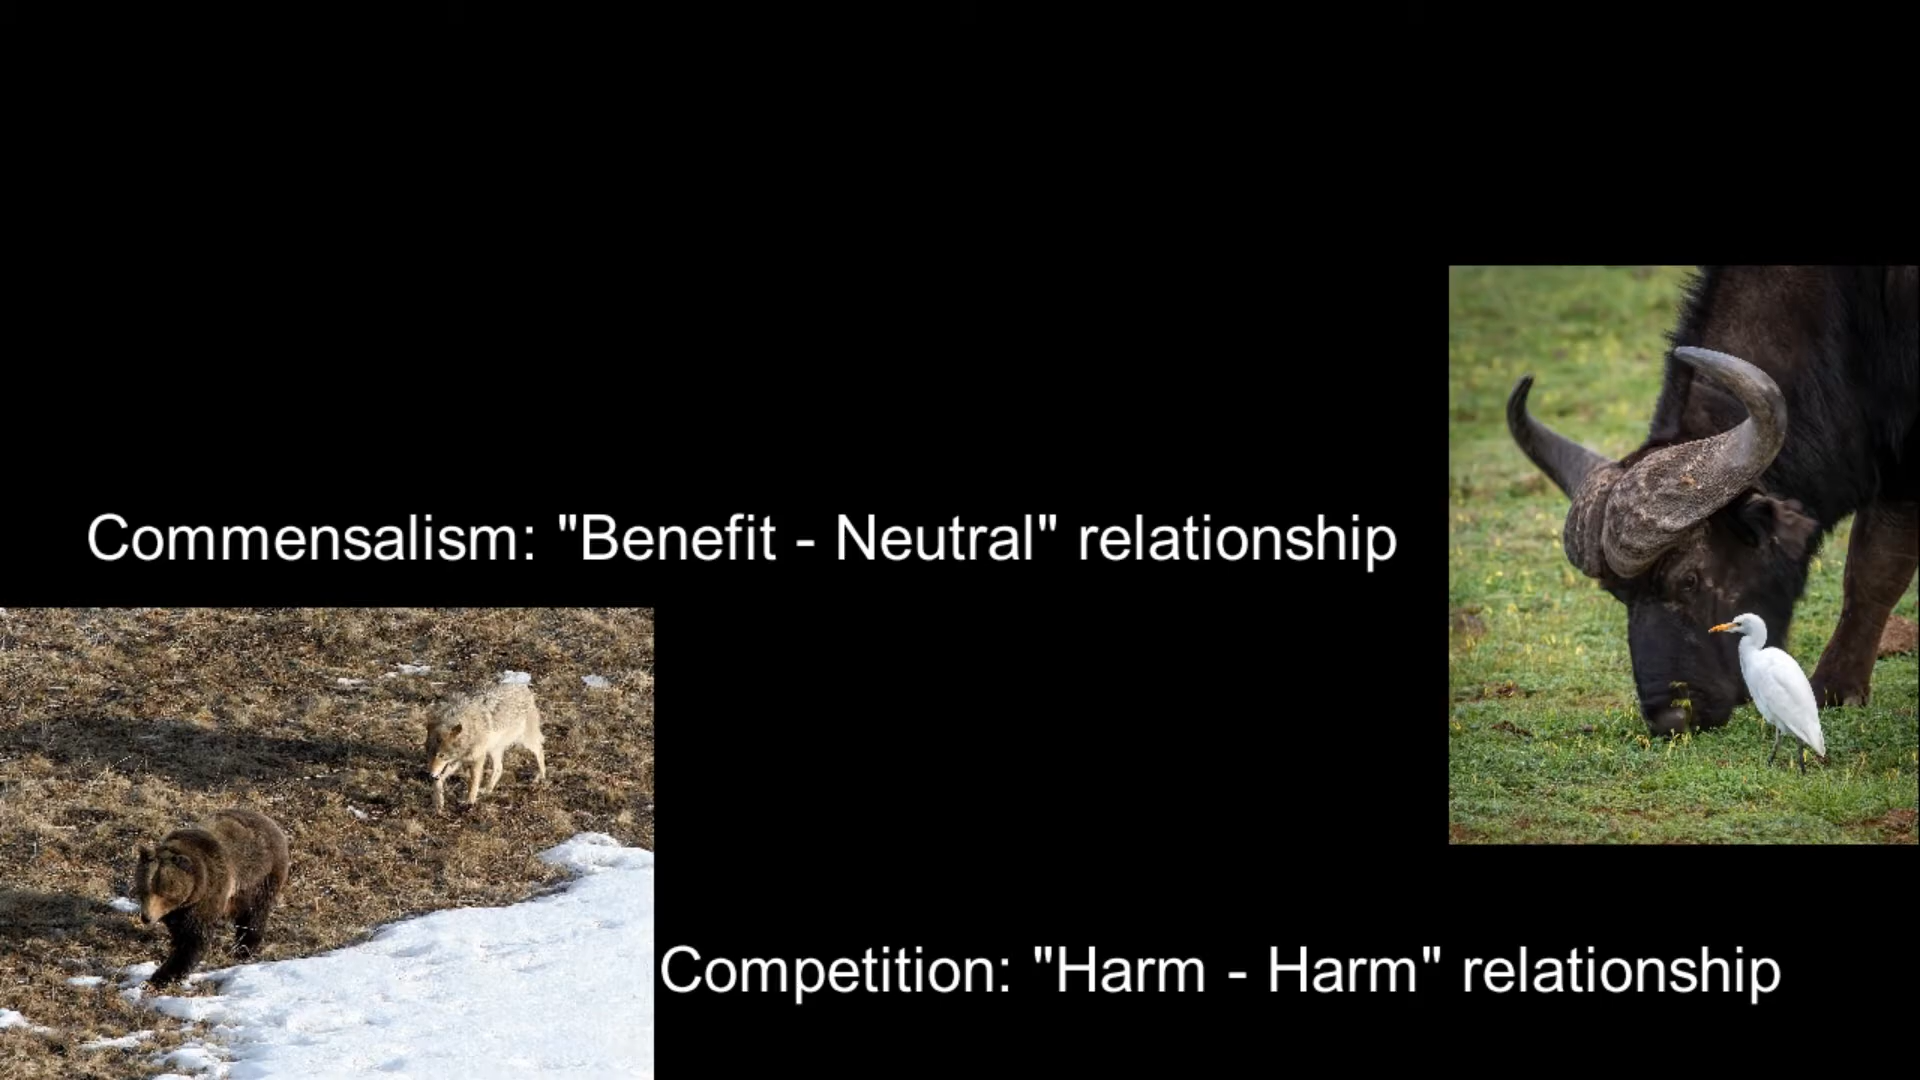 Commensalism: "Benefit - Neutral" relationship
Competition: "Harm - Harm" relationship